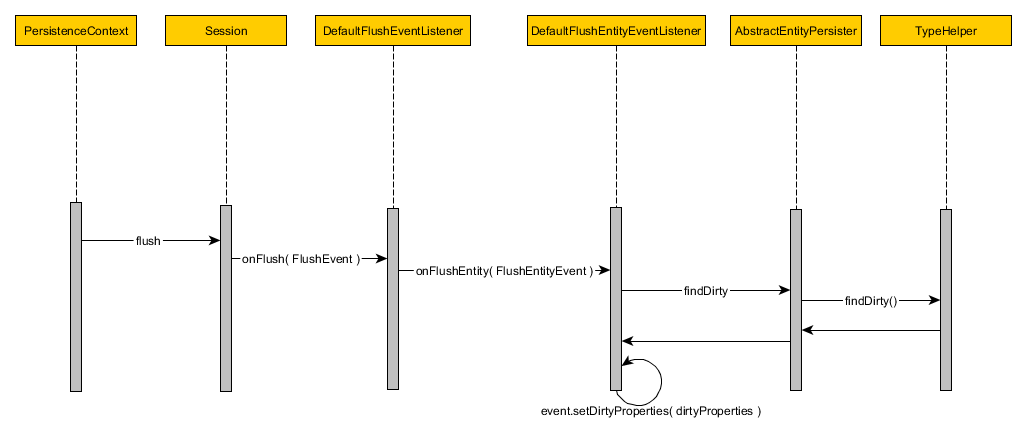 PersistenceContext
Session
DefaultFlushEventListener
DefaultFlushEntityEventListener
AbstractEntityPersister
TypeHelper
flush
onFlush( FlushEvent )
onFlushEntity( FlushEntityEvent )
findDirty
findDirty()
event.setDirtyProperties( dirtyProperties )